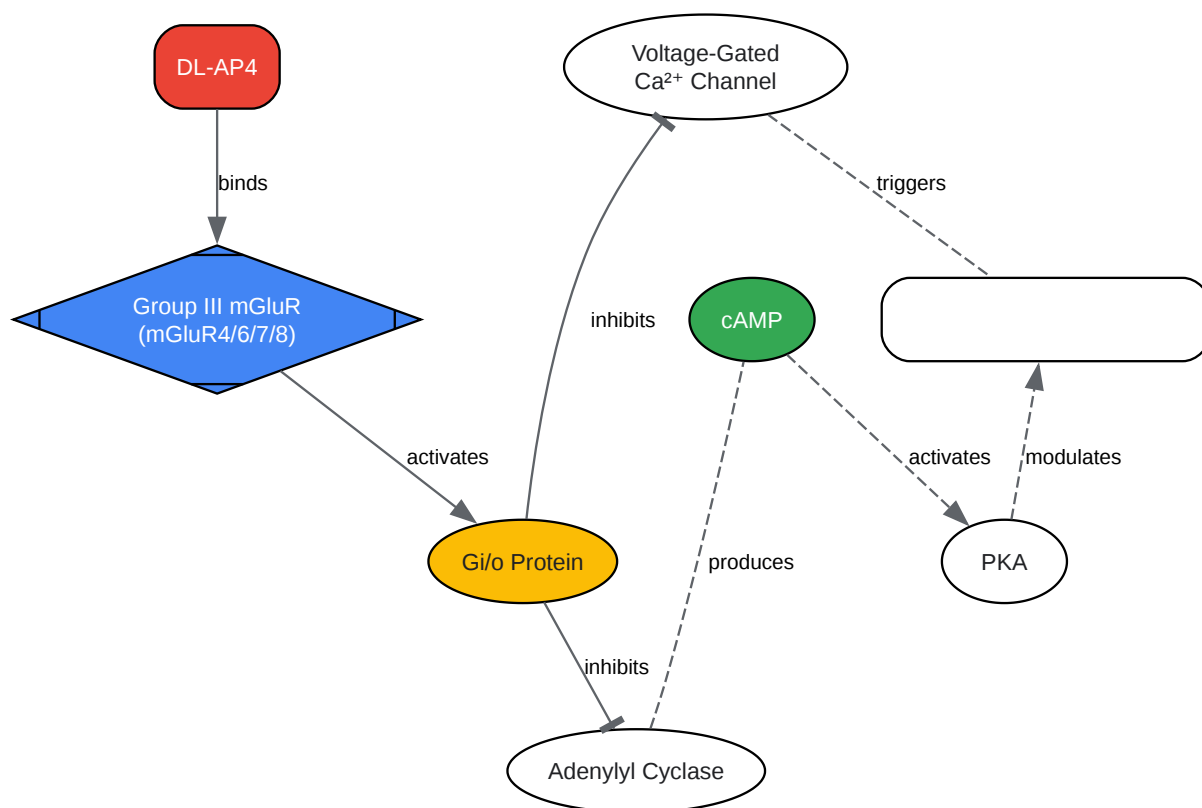 DL-AP4
Voltage-Gated
Ca²⁺ Channel
binds
triggers
Group III mGluR
(mGluR4/6/7/8)
inhibits
cAMP
activates
activates
modulates
Gi/o Protein
produces
PKA
inhibits
Adenylyl Cyclase